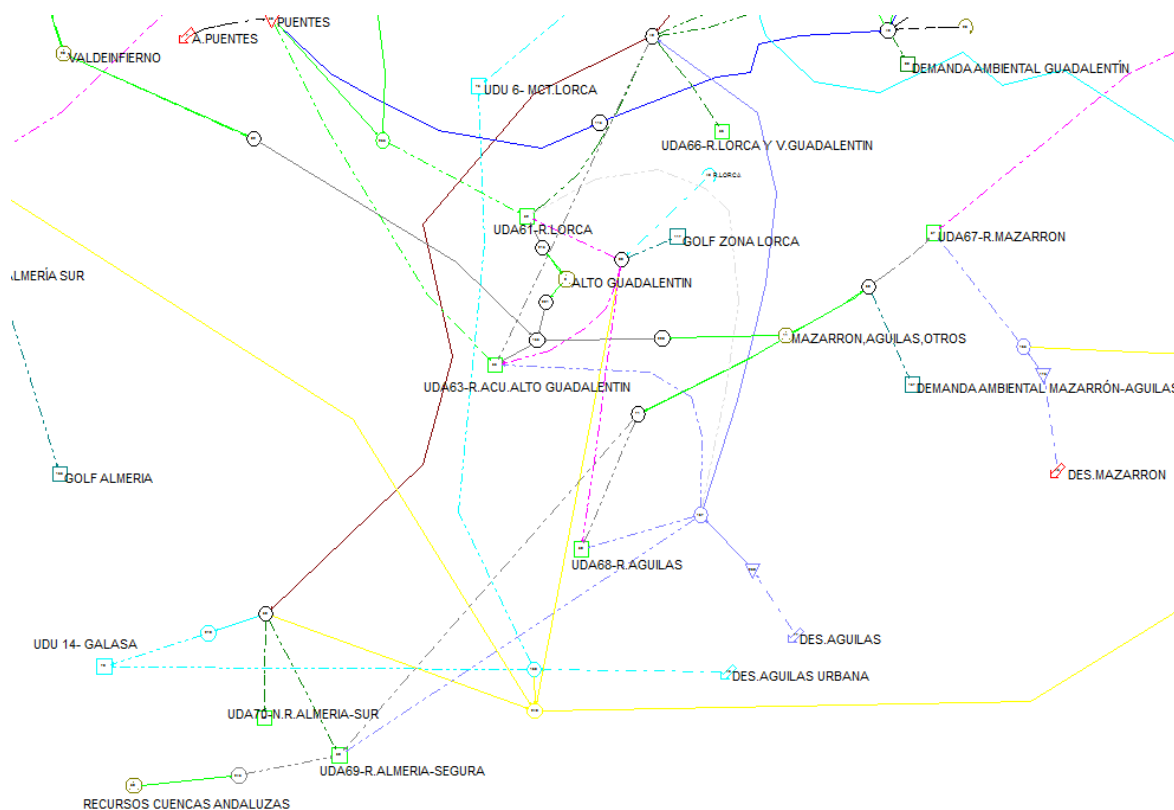 PUENTES
A.PUENTES
VALDEINFIERNO
DEMANDA AMBIENTAL GUADALENTÍN
UDU 6- MCT.LORCA
UDA66-R.LORCA Y V.GUADALENTIN
R.LORCA
UDA61-R.LORCA
GOLF ZONA LORCA
UDA67-R.MAZARRON
ALMERÍA SUR
ALTO GUADALENTIN
MAZARRON,AGUILAS,OTROS
UDA63-R.ACU.ALTO GUADALENTIN
DEMANDA AMBIENTAL MAZARRÓN-AGUILAS
GOLF ALMERIA
DES.MAZARRON
UDA68-R.AGUILAS
DES.AGUILAS
UDU 14- GALASA
DES.AGUILAS URBANA
UDA70-N.R.ALMERIA-SUR
UDA69-R.ALMERIA-SEGURA
RECURSOS CUENCAS ANDALUZAS